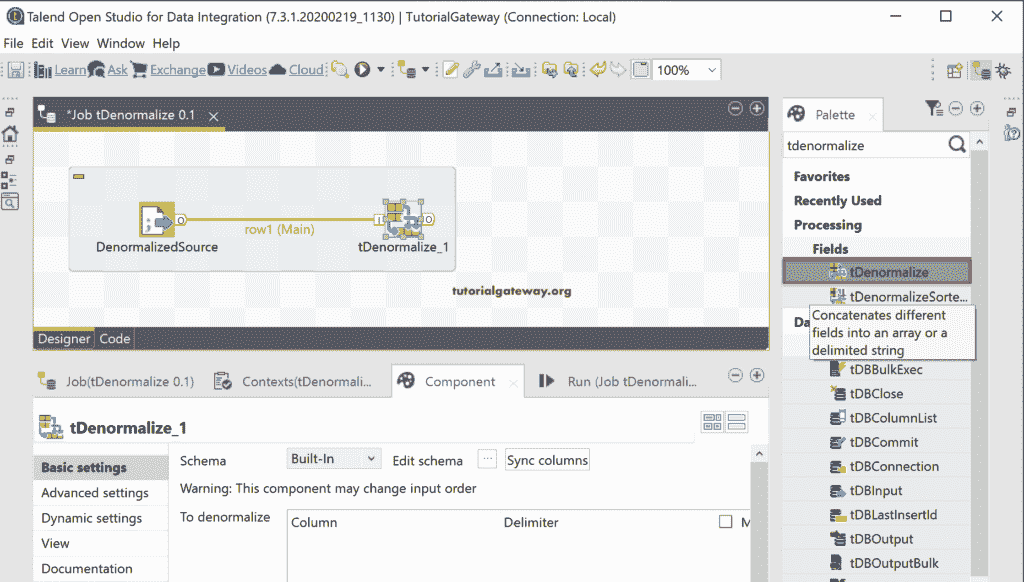 Talend Open Studio for Data Integration (7.3.1.20200219_1130) | TutorialGateway (Connection: Local)
File Edit View Window Help
Learn Ask Exchange Videos Cloud 100%
*Job tDenormalize 0.1
DenormalizedSource
row1 (Main)
tDenormalize_1
tutorialgateway.org
Designer Code
Palette
tdenormalize
Favorites
Recently Used
Processing
Fields
tDenormalize
tDenormalizeSorte...
Da
Concatenates different
fields into an array or a
delimited string
tDBBulkExec
tDBClose
tDBColumnList
tDBCommit
tDBConnection
tDBInput
tDBLastInsertId
tDBOutput
tDBOutputBulk
Job(tDenormalize 0.1) Contexts(tDenormali... Component Run (Job tDenormali...
tDenormalize_1
Basic settings
Advanced settings
Dynamic settings
View
Documentation
Schema Built-In Edit schema ... Sync columns
Warning: This component may change input order
To denormalize Column Delimiter M